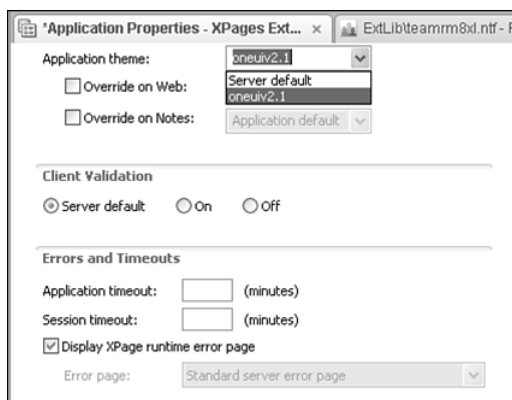 *Application Properties - XPages Ext... × ExtLib\teamrm8xl.ntf -
Application theme: oneuiv2.1
Server default
oneuiv2.1
Override on Web:
Override on Notes: Application default
Client Validation
Server default On Off
Errors and Timeouts
Application timeout: (minutes)
Session timeout: (minutes)
Display XPage runtime error page
Error page: Standard server error page